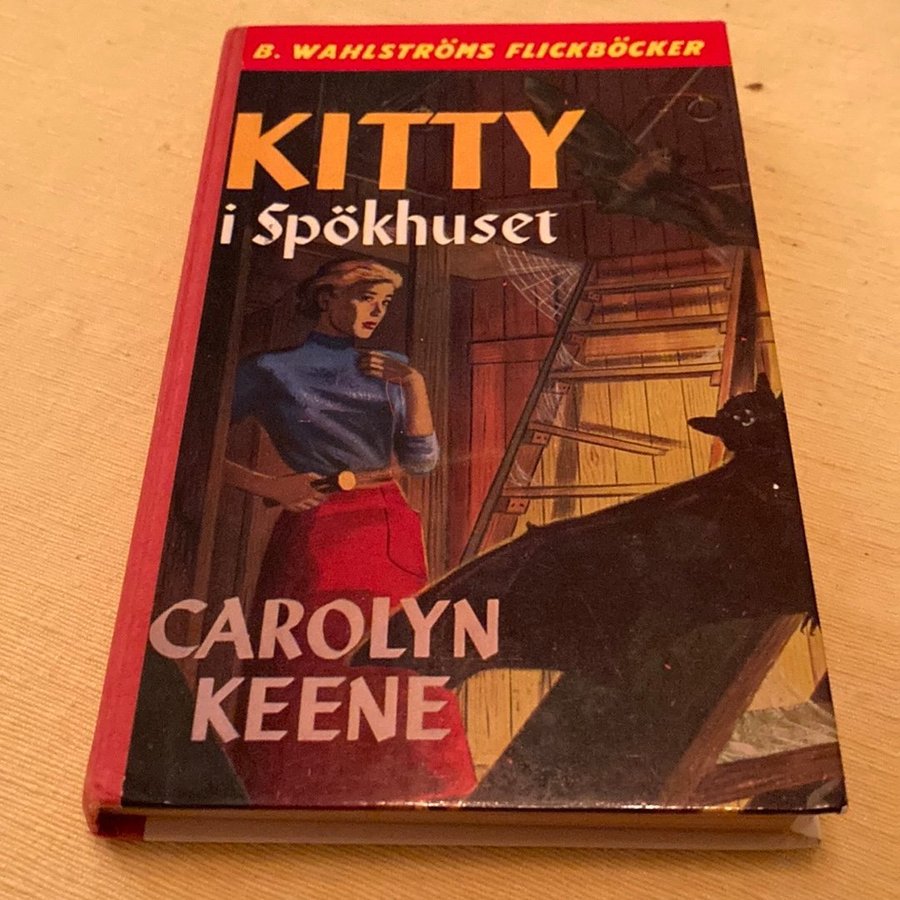 B. WAHLSTRÖMS FLICKBÖCKER
KITTY
i Spökhuset
CAROLYN
KEENE